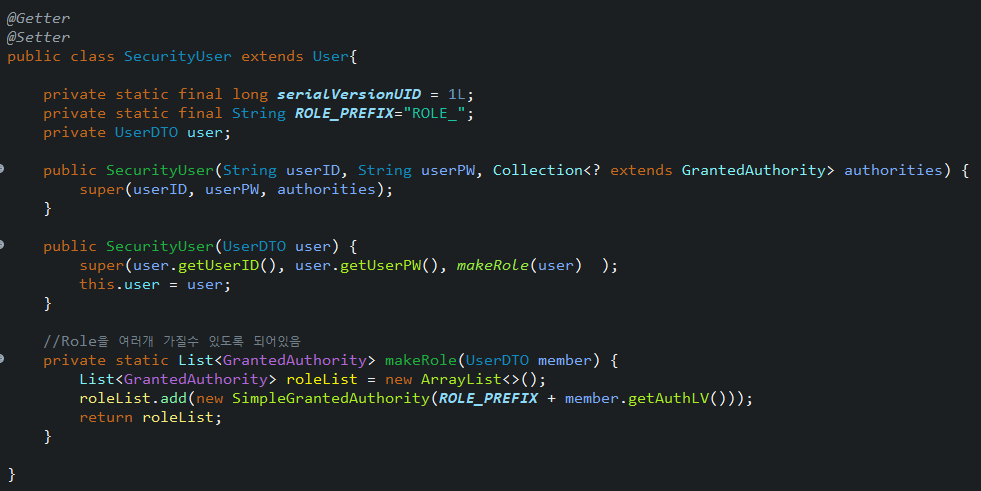 @Getter
@Setter
public class SecurityUser extends User{
private static final long serialVersionUID = 1L;
private static final String ROLE_PREFIX="ROLE_";
private UserDTO user;
public SecurityUser(String userID, String userPW, Collection<? extends GrantedAuthority> authorities) {
super(userID, userPW, authorities);
}
public SecurityUser(UserDTO user) {
super(user.getUserID(), user.getUserPW(), makeRole(user)  );
this.user = user;
}
//Role을 여러개 가질수 있도록 되어있음
private static List<GrantedAuthority> makeRole(UserDTO member) {
List<GrantedAuthority> roleList = new ArrayList<>();
roleList.add(new SimpleGrantedAuthority(ROLE_PREFIX + member.getAuthLV()));
return roleList;
}
}